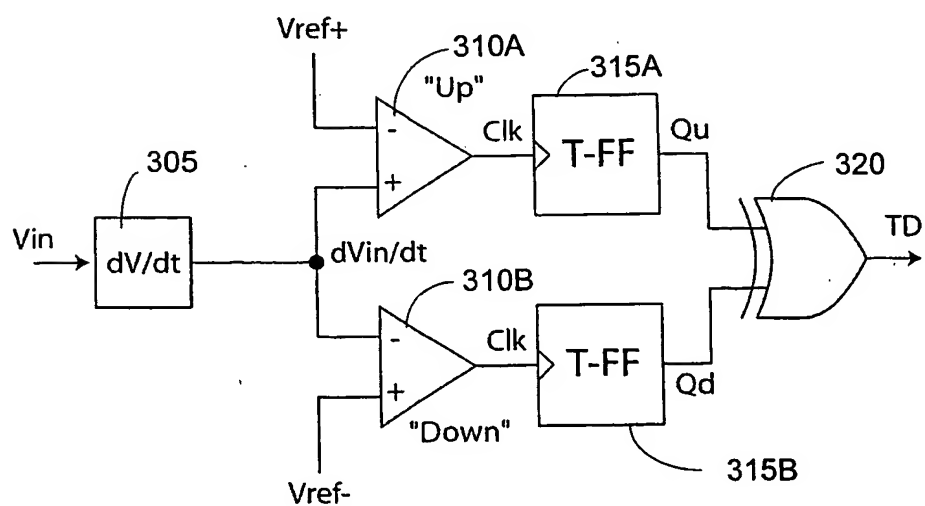 Vref+
310A
"Up"
315A
Clk
T-FF
Qu
-
+
305
320
TD
Vin
dV/dt
dVin/dt
310B
Clk
T-FF
-
+
Qd
"Down"
315B
Vref-